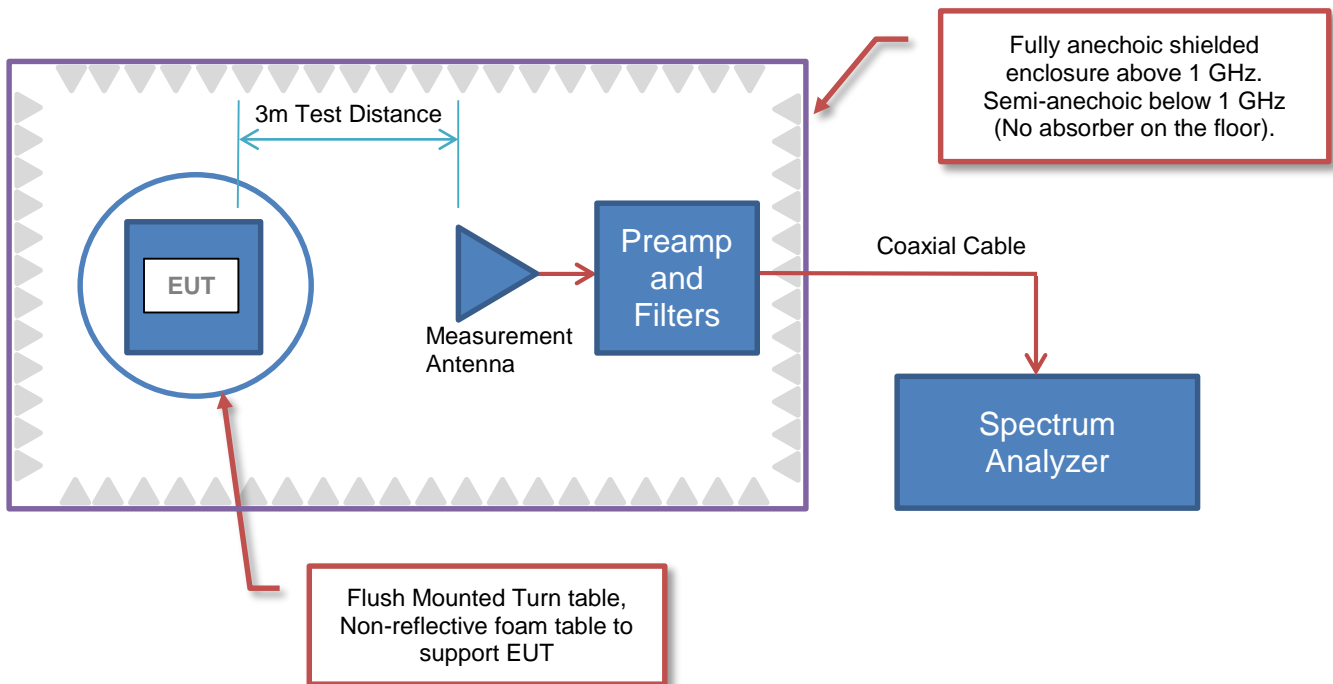 Fully anechoic shielded
enclosure above 1 GHz.
Semi-anechoic below 1 GHz
(No absorber on the floor).
3m Test Distance
EUT
Measurement
Antenna
Preamp
and
Filters
Coaxial Cable
Spectrum
Analyzer
Flush Mounted Turn table,
Non-reflective foam table to
support EUT